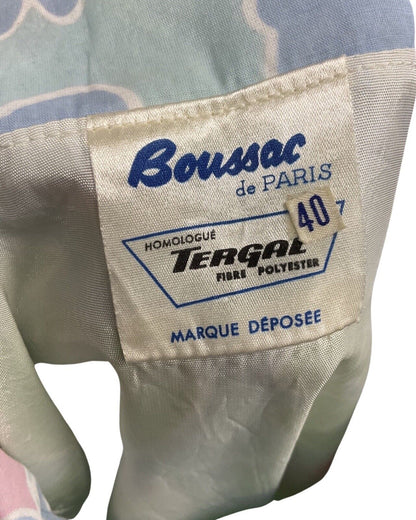 Boussac
de PARIS
40
HOMOLOGUÉ
TERGAL
FIBRE POLYESTER
MARQUE DÉPOSÉE